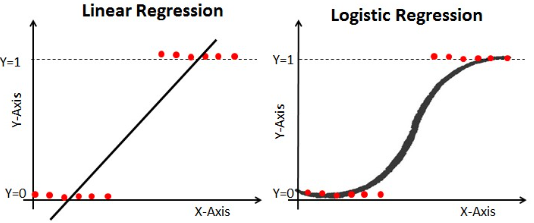 Linear Regression
Y=1
Y-Axis
Y=0
X-Axis
Logistic Regression
Y=1
Y-Axis
Y=0
X-Axis